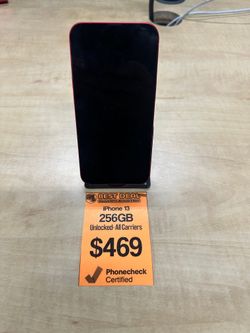 BEST DEAL
iPhone 13
256GB
Unlocked-All Carriers
$469
Phonecheck
Certified